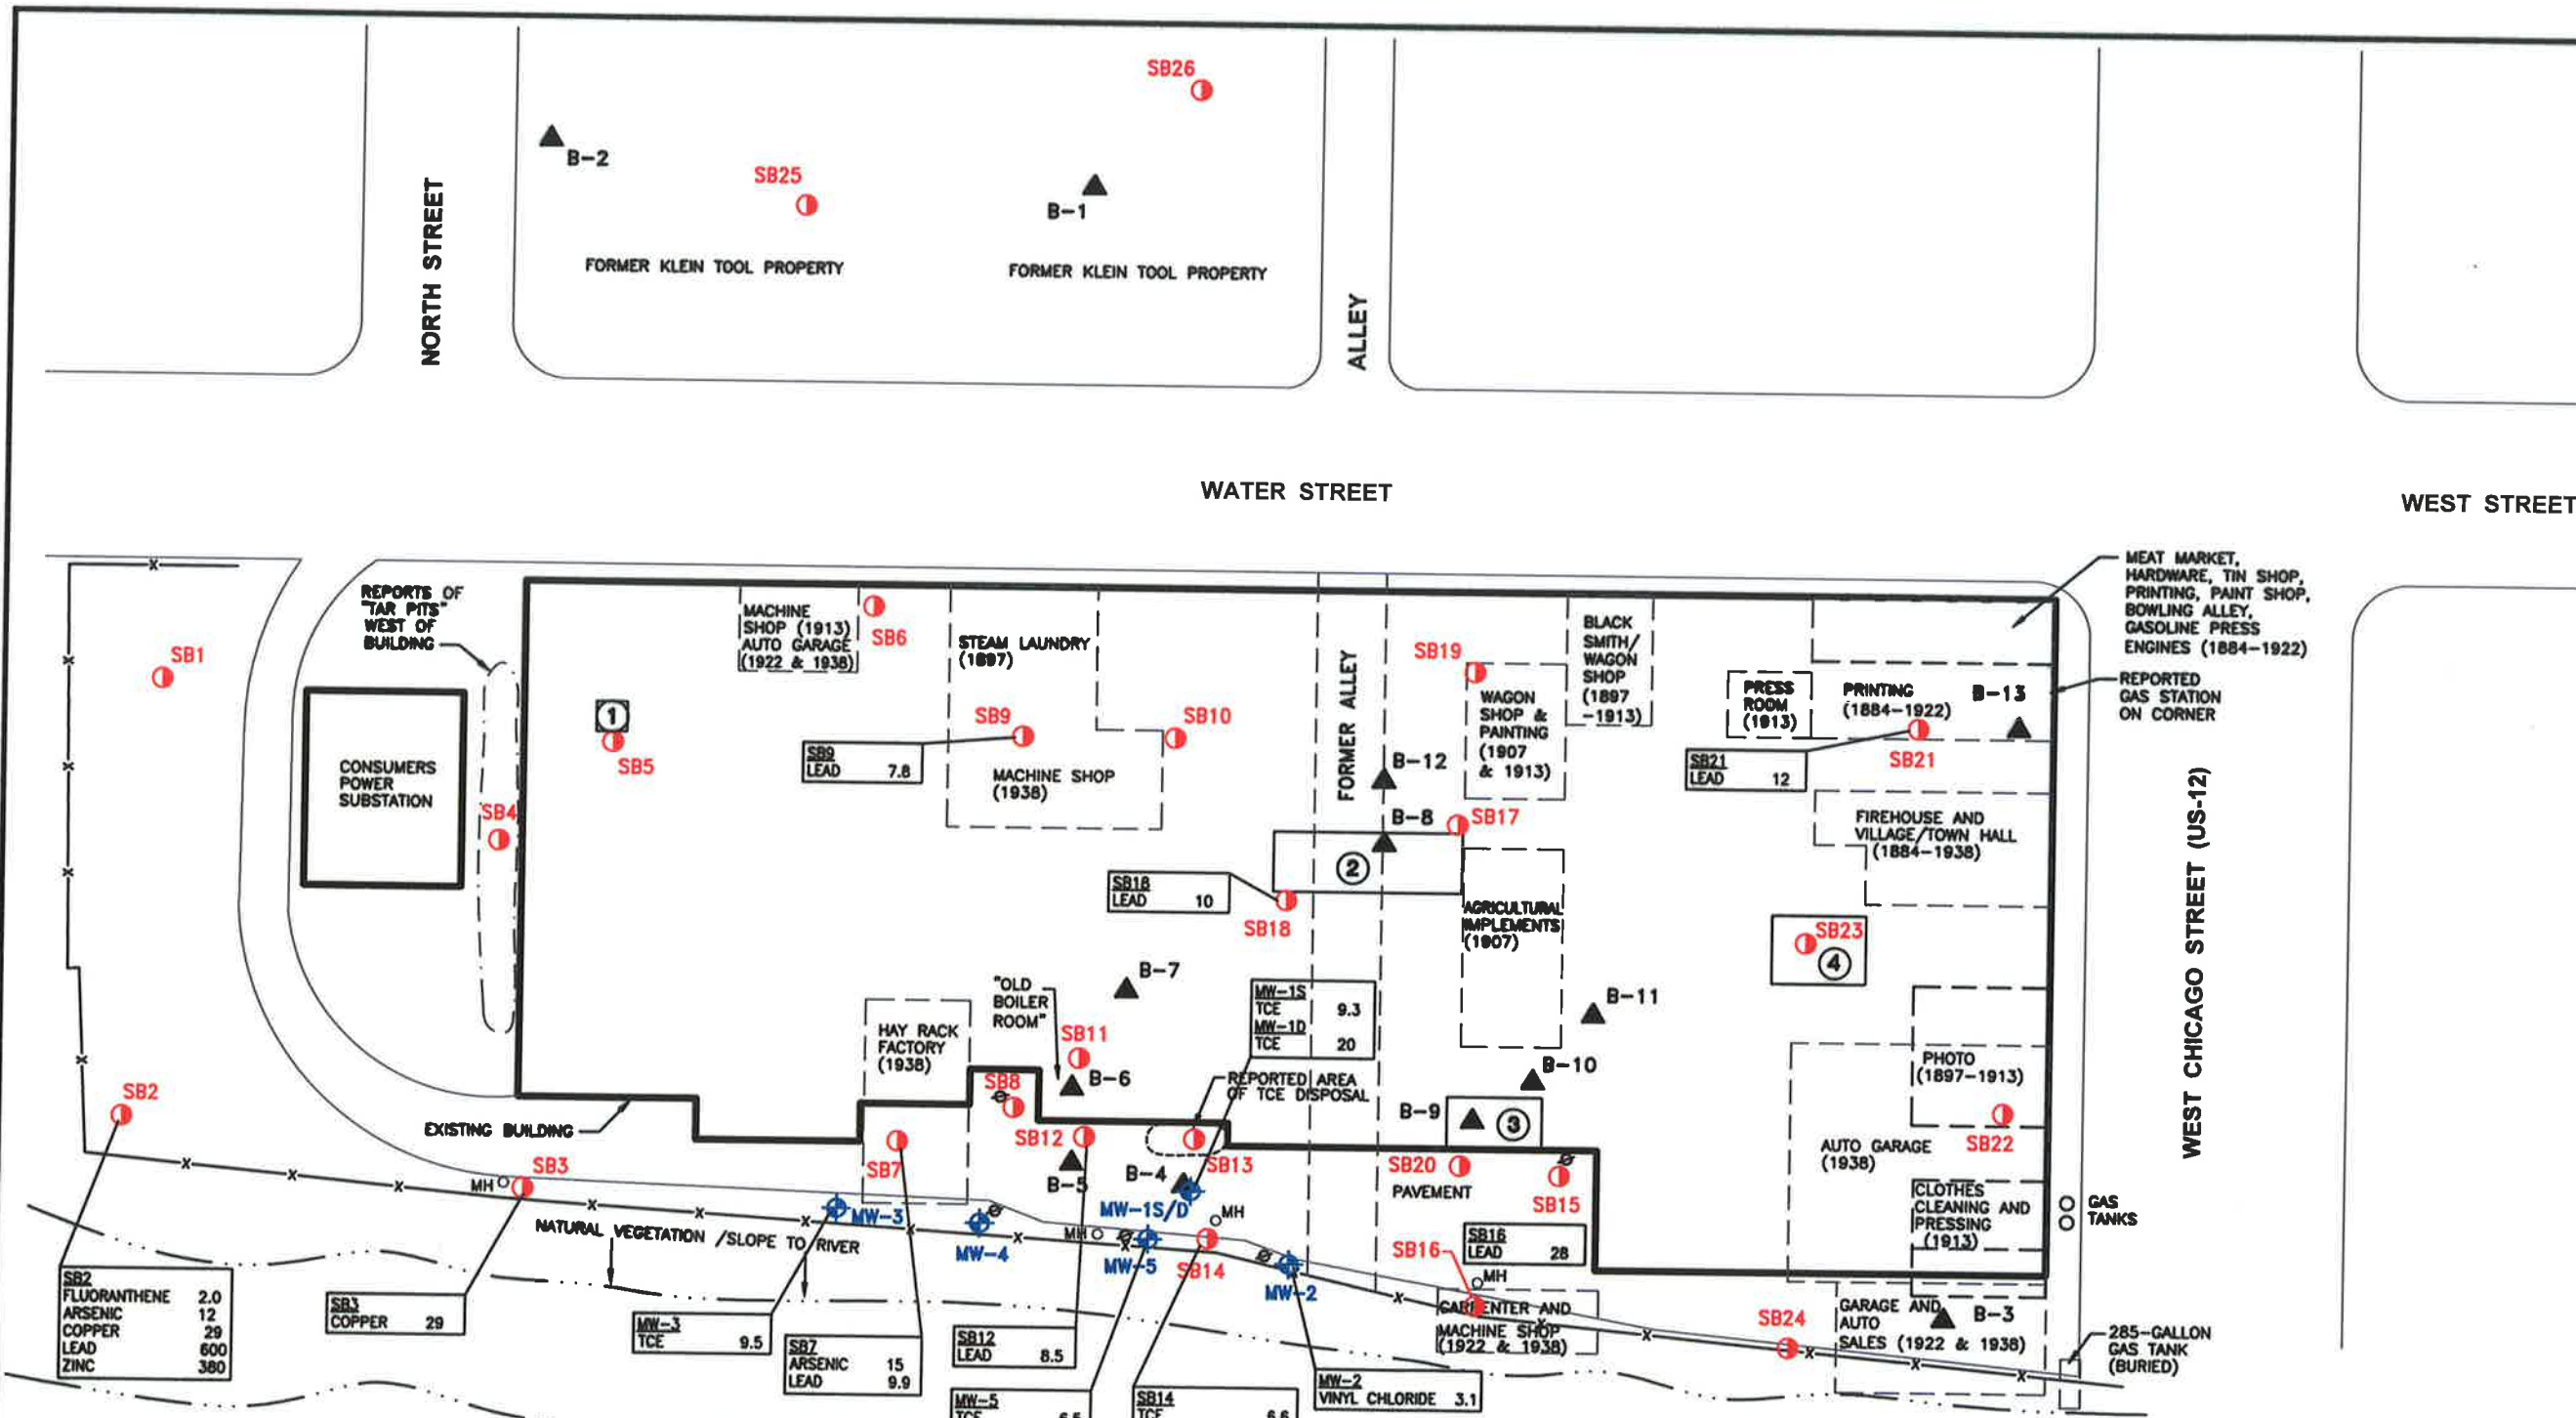 SB26
B-2
SB25
B-1
NORTH STREET
FORMER KLEIN TOOL PROPERTY
FORMER KLEIN TOOL PROPERTY
ALLEY
WATER STREET
WEST STREET
REPORTS OF
"TAR PITS"
WEST OF
BUILDING
SB1
MACHINE
SHOP (1913)
AUTO GARAGE
(1922 & 1938)
SB6
STEAM LAUNDRY
(1897)
FORMER ALLEY
SB19
BLACK
SMITH/
WAGON
SHOP
(1897
-1913)
WAGON
SHOP &
PAINTING
(1907
& 1913)
PRESS
ROOM
(1913)
PRINTING
(1884-1922)
B-13
MEAT MARKET,
HARDWARE, TIN SHOP,
PRINTING, PAINT SHOP,
BOWLING ALLEY,
GASOLINE PRESS
ENGINES (1884-1922)
REPORTED
GAS STATION
ON CORNER
1
SB5
SB9
SB10
SB9
LEAD 7.8
MACHINE SHOP
(1938)
B-12
SB21
SB21
LEAD 12
CONSUMERS
POWER
SUBSTATION
SB4
B-8
SB17
2
FIREHOUSE AND
VILLAGE/TOWN HALL
(1884-1938)
WEST CHICAGO STREET (US-12)
SB18
LEAD 10
SB18
AGRICULTURAL
IMPLEMENTS
(1907)
SB23
4
B-7
"OLD
BOILER
ROOM"
MW-1S
TCE 9.3
MW-1D
TCE 20
B-11
HAY RACK
FACTORY
(1938)
SB11
B-6
SB8
REPORTED AREA
OF TCE DISPOSAL
B-10
PHOTO
(1897-1913)
SB2
EXISTING BUILDING
B-9
3
SB12
SB22
AUTO GARAGE
(1938)
SB3
MH
SB7
B-5
B-4
SB13
SB20
PAVEMENT
SB15
CLOTHES
CLEANING AND
PRESSING
(1913)
GAS
TANKS
NATURAL VEGETATION /SLOPE TO RIVER
MW-3
MW-4
MW-1S/D
MH
MH
MW-5
SB14
MW-2
SB16
SB16
LEAD 28
MH
SB2
FLUORANTHENE 2.0
ARSENIC 12
COPPER 29
LEAD 600
ZINC 380
SB3
COPPER 29
MW-3
TCE 9.5
SB7
ARSENIC 15
LEAD 9.9
SB12
LEAD 8.5
CARPENTER AND
MACHINE SHOP
(1922 & 1938)
SB24
GARAGE AND
AUTO
SALES (1922 & 1938)
B-3
285-GALLON
GAS TANK
(BURIED)
MW-5
TCE 6.5
SB14
TCE 6.6
MW-2
VINYL CHLORIDE 3.1